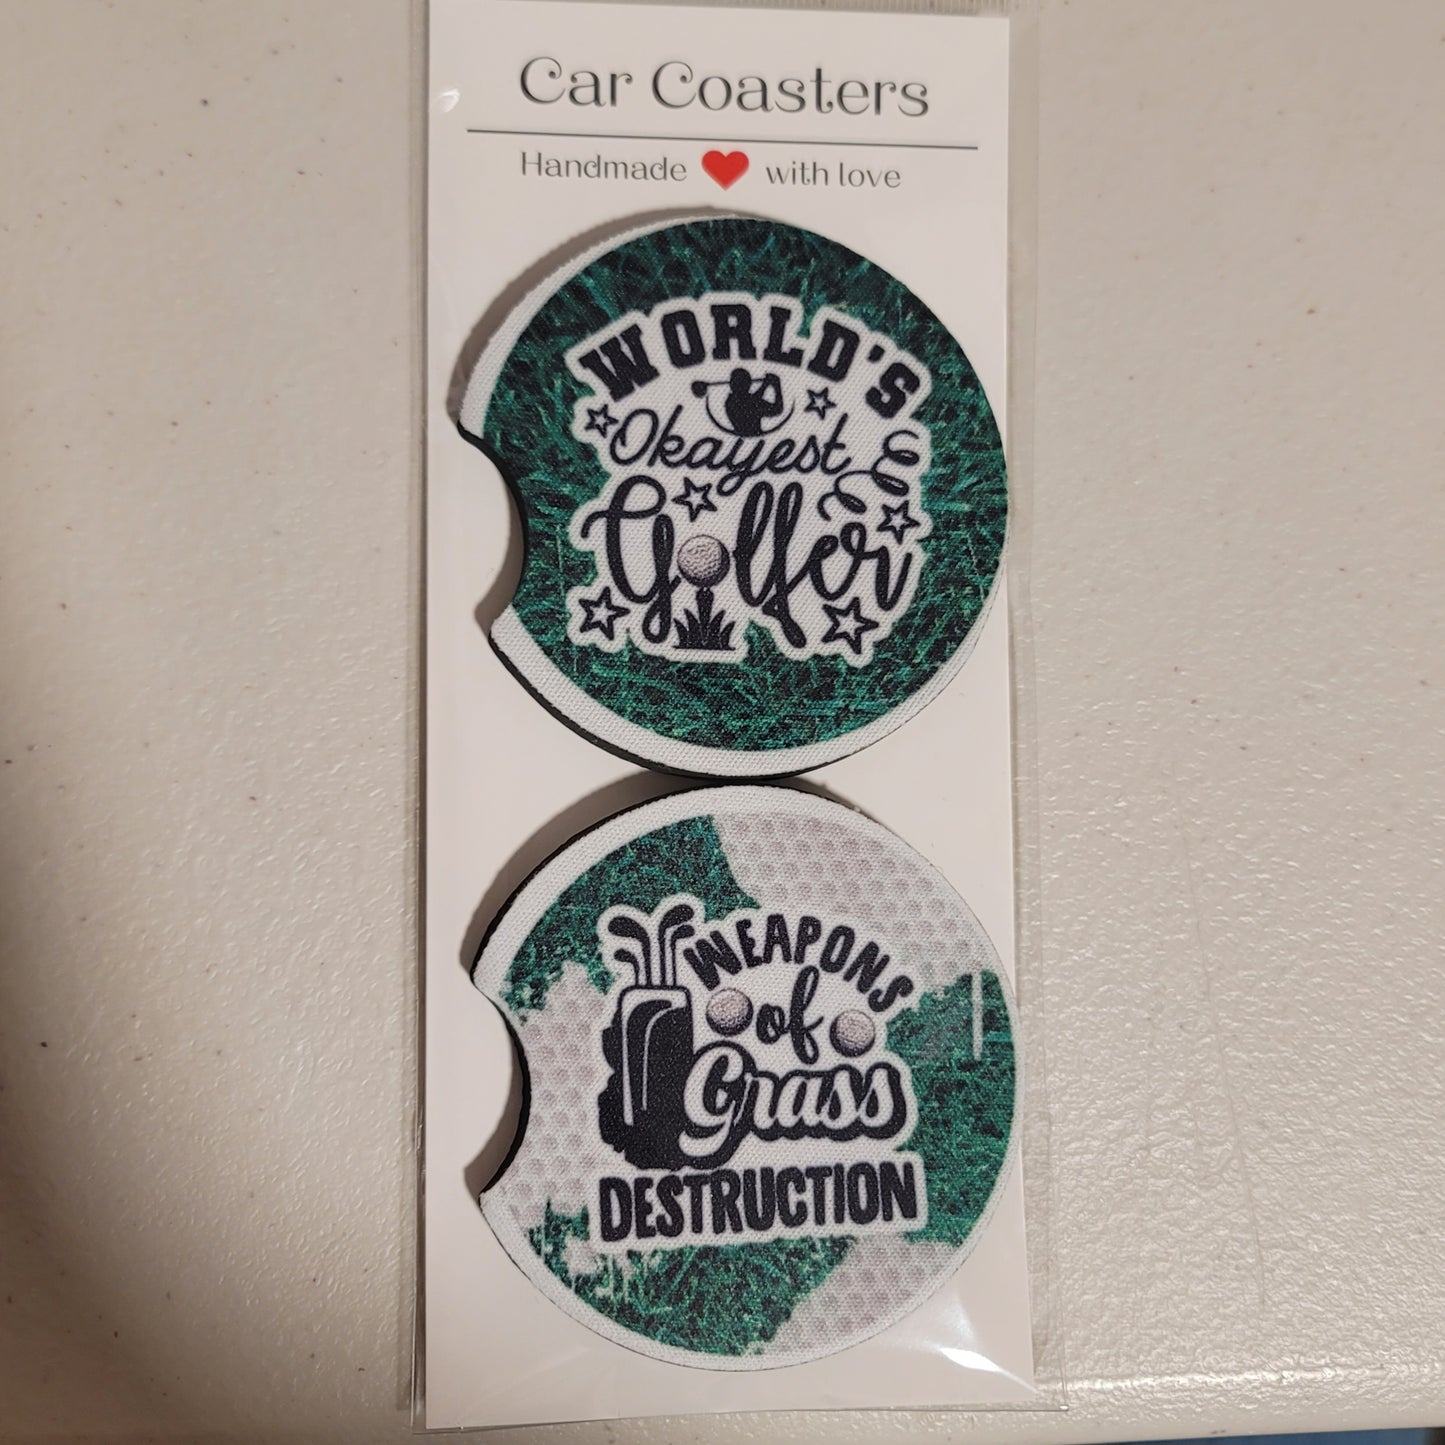 Car Coasters
Handmade ❤ with love
WORLD'S
Okayest
Golfer
WEAPONS
of
Grass
DESTRUCTION